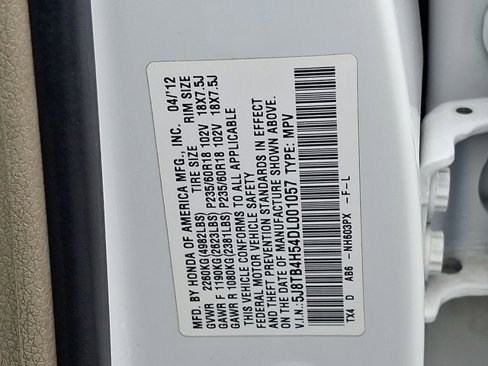 MFD. BY HONDA OF AMERICA MFG., INC. 04/'12
TIRE SIZE RIM SIZE
GVWR 2260KG(4982LBS)
GAWR F 1190KG(2623LBS) P235/60R18 102V 18X7.5J
GAWR R 1080KG(2381LBS) P235/60R18 102V 18X7.5J
THIS VEHICLE CONFORMS TO ALL APPLICABLE
FEDERAL MOTOR VEHICLE SAFETY
AND THEFT PREVENTION STANDARDS IN EFFECT
ON THE DATE OF MANUFACTURE SHOWN ABOVE.
V.I.N.: 5J8TB4H54DL001057 TYPE: MPV
TX4 D AB6 -NH603PX -F-L